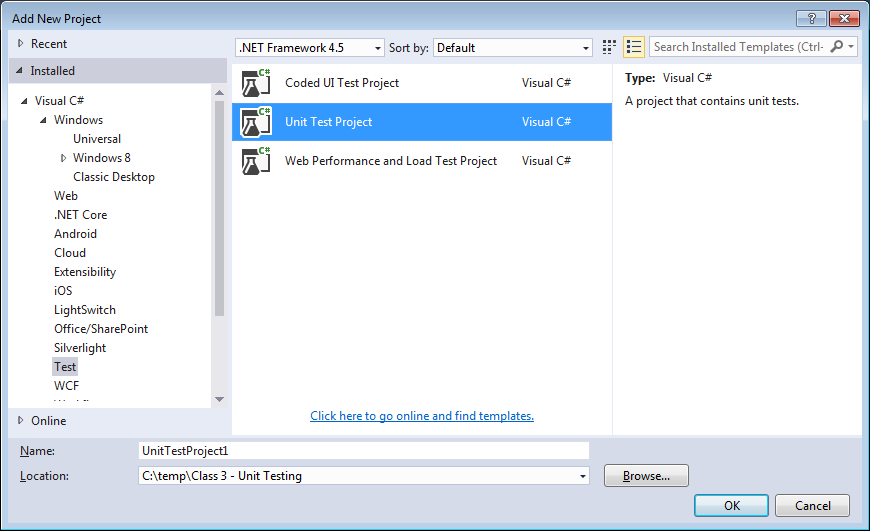 Add New Project
Recent
.NET Framework 4.5 Sort by: Default Search Installed Templates (Ctrl-
Installed
Visual C#
Windows
Universal
Windows 8
Classic Desktop
Web
.NET Core
Android
Cloud
Extensibility
iOS
LightSwitch
Office/SharePoint
Silverlight
Test
WCF
Online
C# Coded UI Test Project Visual C#
C# Unit Test Project Visual C#
C# Web Performance and Load Test Project Visual C#
Click here to go online and find templates.
Type: Visual C#
A project that contains unit tests.
Name: UnitTestProject1
Location: C:\temp\Class 3 - Unit Testing Browse...
OK Cancel